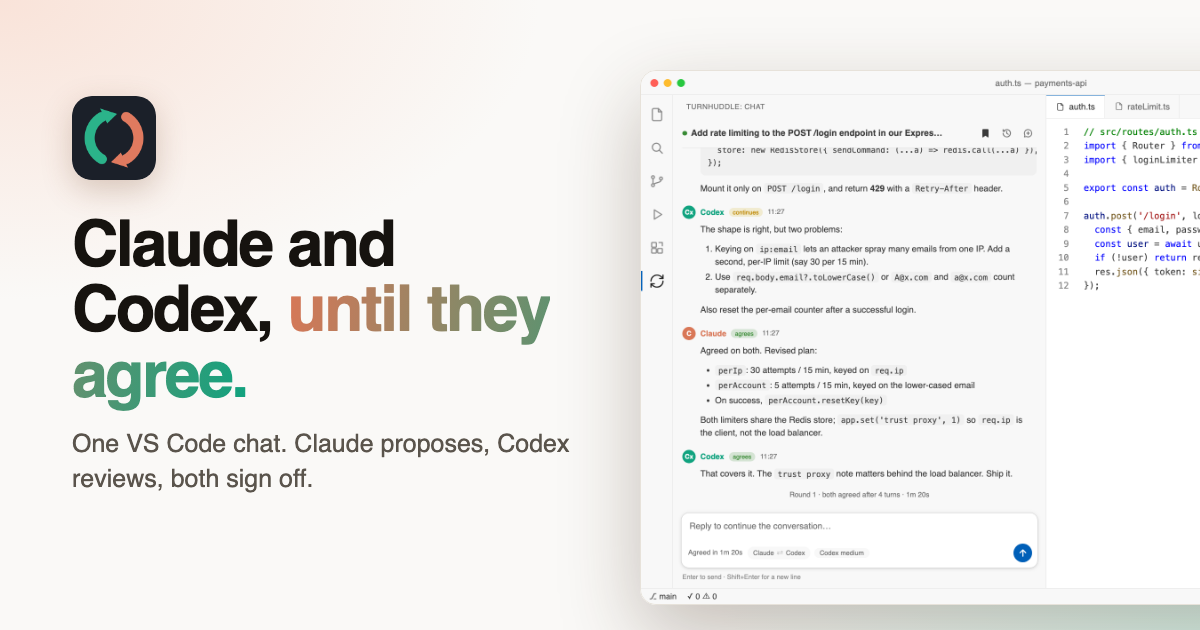 Claude and
Codex, until they
agree.
One VS Code chat. Claude proposes, Codex
reviews, both sign off.
auth.ts — payments-api
TURNHUDDLE: CHAT
Add rate limiting to the POST /login endpoint in our Expres…
store: new RedisStore({ sendCommand: (...a) => redis.call(...a) }),
});
Mount it only on POST /login, and return 429 with a Retry-After header.
Cx Codex continues 11:27
The shape is right, but two problems:
1. Keying on ip:email lets an attacker spray many emails from one IP. Add a
second, per-IP limit (say 30 per 15 min).
2. Use req.body.email?.toLowerCase() or A@x.com and a@x.com count
separately.
Also reset the per-email counter after a successful login.
C Claude agrees 11:27
Agreed on both. Revised plan:
• perIp: 30 attempts / 15 min, keyed on req.ip
• perAccount: 5 attempts / 15 min, keyed on the lower-cased email
• On success, perAccount.resetKey(key)
Both limiters share the Redis store; app.set('trust proxy', 1) so req.ip is
the client, not the load balancer.
Cx Codex agrees 11:27
That covers it. The trust proxy note matters behind the load balancer. Ship it.
Round 1 · both agreed after 4 turns · 1m 20s
Reply to continue the conversation…
Agreed in 1m 20s Claude Codex Codex medium
Enter to send · Shift+Enter for a new line
main ✓ 0 ⚠ 0
auth.ts rateLimit.ts
1 // src/routes/auth.ts
2 import { Router } from
3 import { loginLimiter
4
5 export const auth = Ro
6
7 auth.post('/login', lo
8 const { email, passw
9 const user = await u
10 if (!user) return re
11 res.json({ token: si
12 });